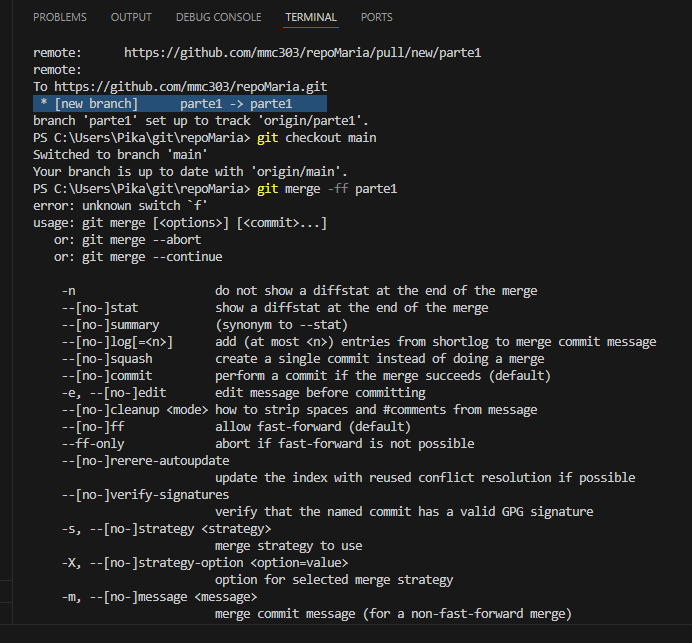 PROBLEMS OUTPUT DEBUG CONSOLE TERMINAL PORTS
remote:      https://github.com/mmc303/repoMaria/pull/new/parte1
remote:
To https://github.com/mmc303/repoMaria.git
 * [new branch]      parte1 -> parte1
branch 'parte1' set up to track 'origin/parte1'.
PS C:\Users\Pika\git\repoMaria> git checkout main
Switched to branch 'main'
Your branch is up to date with 'origin/main'.
PS C:\Users\Pika\git\repoMaria> git merge -ff parte1
error: unknown switch `f'
usage: git merge [<options>] [<commit>...]
   or: git merge --abort
   or: git merge --continue
    -n                    do not show a diffstat at the end of the merge
    --[no-]stat           show a diffstat at the end of the merge
    --[no-]summary        (synonym to --stat)
    --[no-]log[=<n>]      add (at most <n>) entries from shortlog to merge commit message
    --[no-]squash         create a single commit instead of doing a merge
    --[no-]commit         perform a commit if the merge succeeds (default)
    -e, --[no-]edit       edit message before committing
    --[no-]cleanup <mode> how to strip spaces and #comments from message
    --[no-]ff             allow fast-forward (default)
    --ff-only             abort if fast-forward is not possible
    --[no-]rerere-autoupdate
                          update the index with reused conflict resolution if possible
    --[no-]verify-signatures
                          verify that the named commit has a valid GPG signature
    -s, --[no-]strategy <strategy>
                          merge strategy to use
    -X, --[no-]strategy-option <option=value>
                          option for selected merge strategy
    -m, --[no-]message <message>
                          merge commit message (for a non-fast-forward merge)